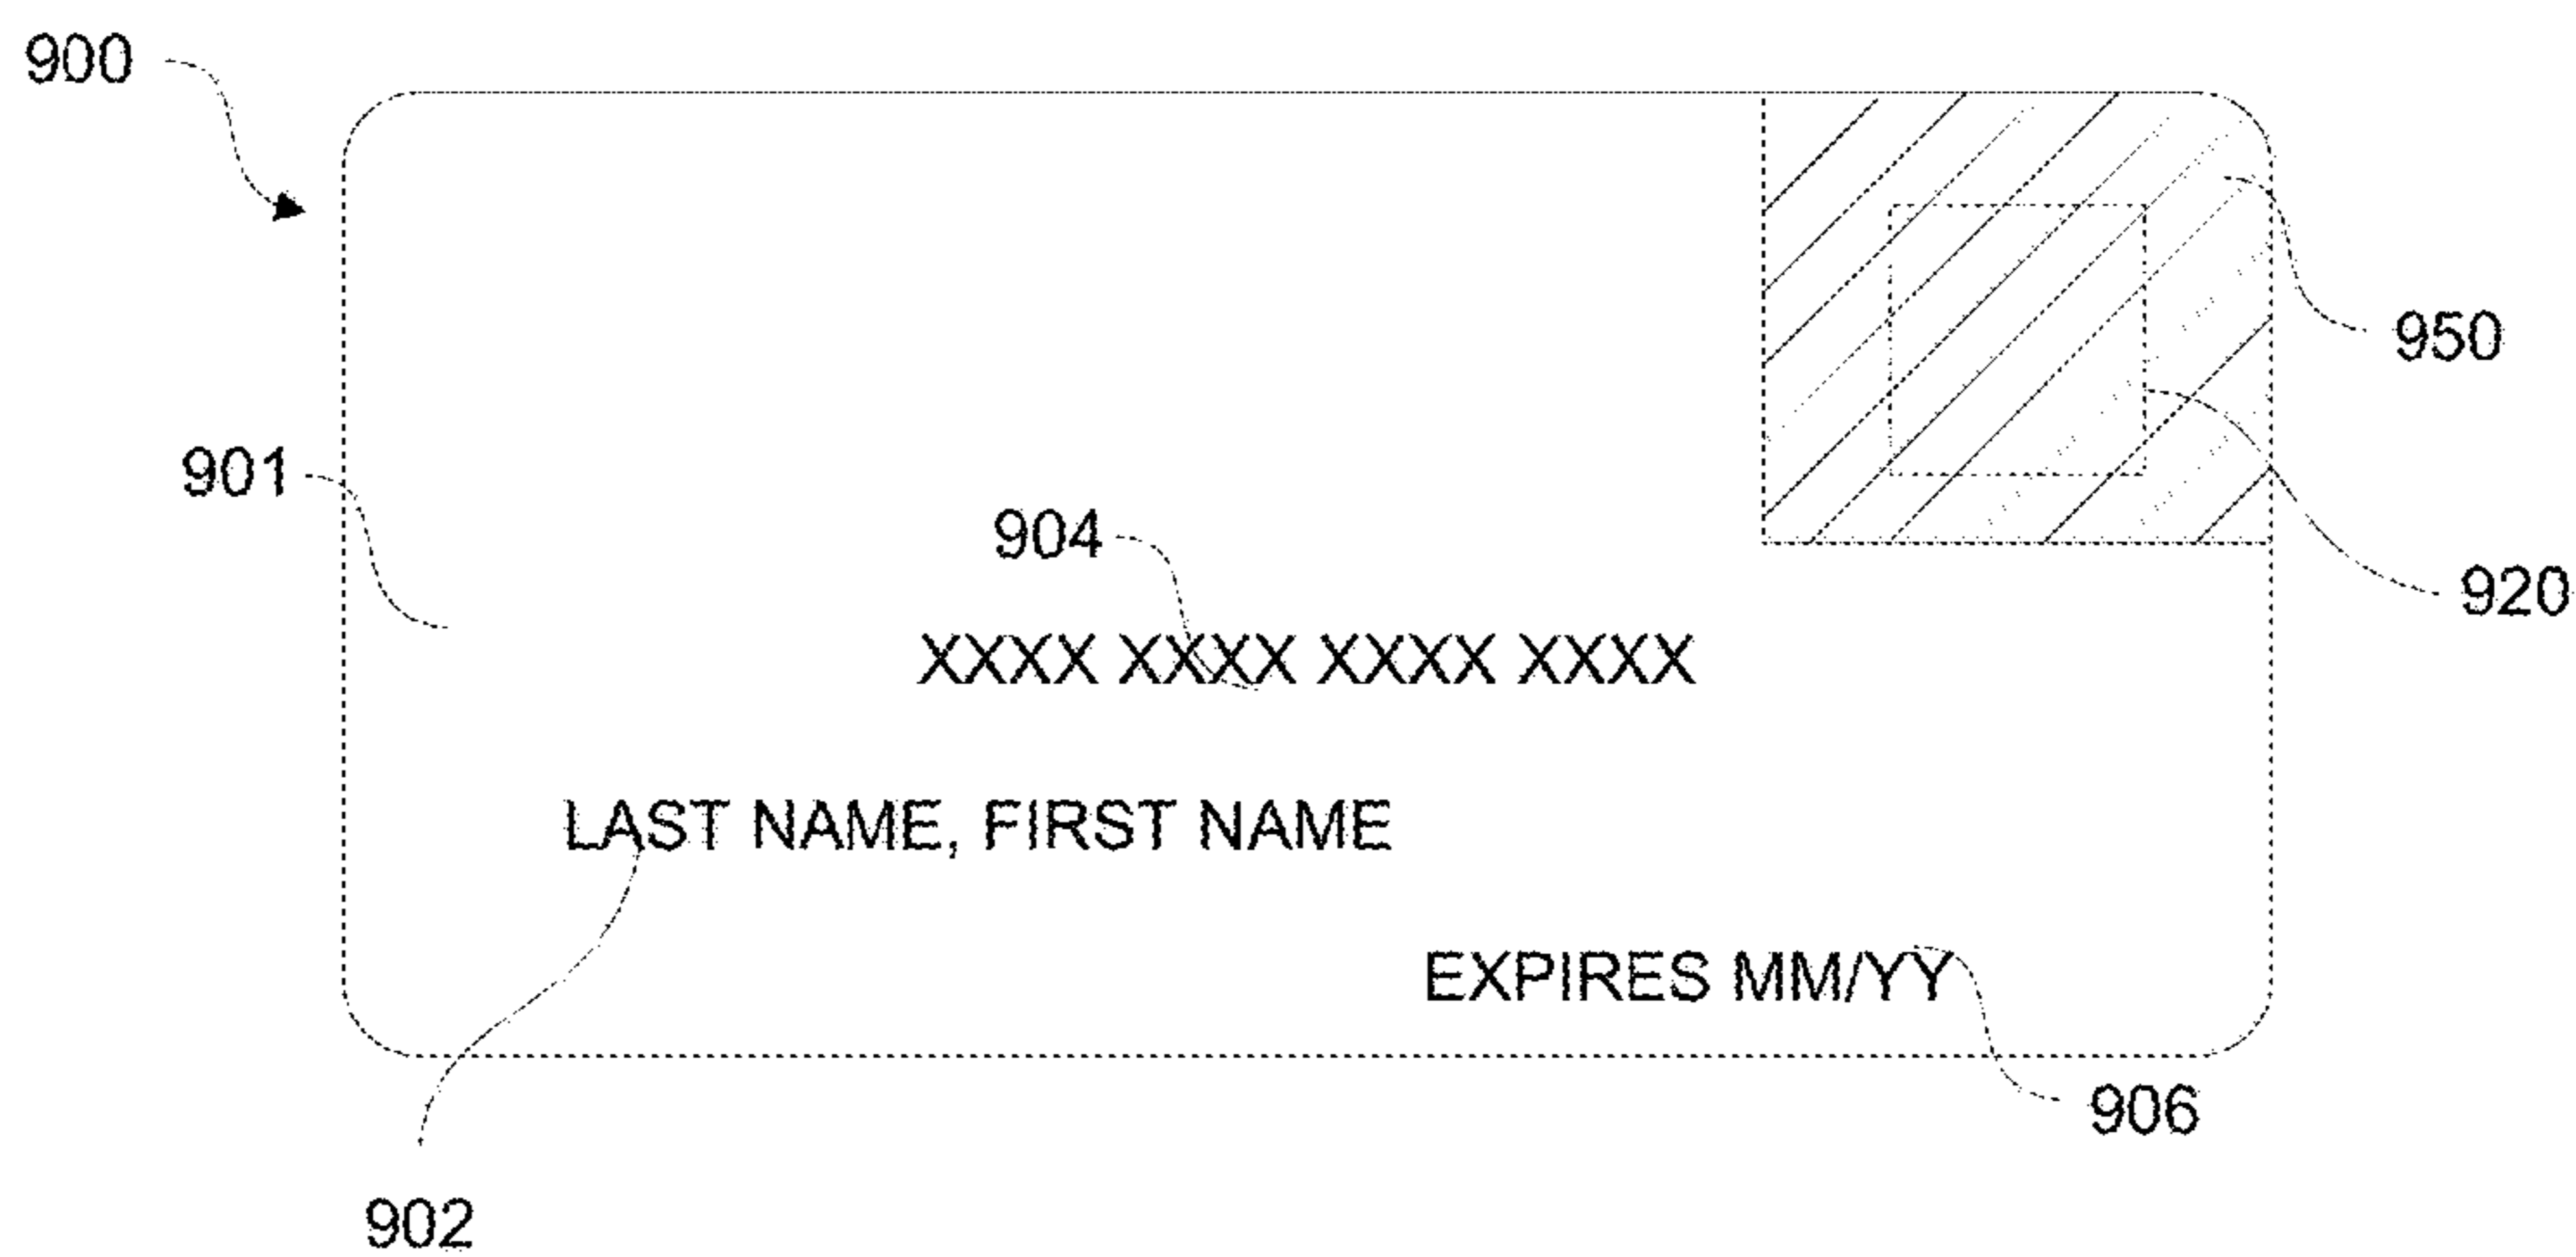 900
950
901
904
920
XXXX XXXX XXXX XXXX
LAST NAME, FIRST NAME
EXPIRES MM/YY
906
902